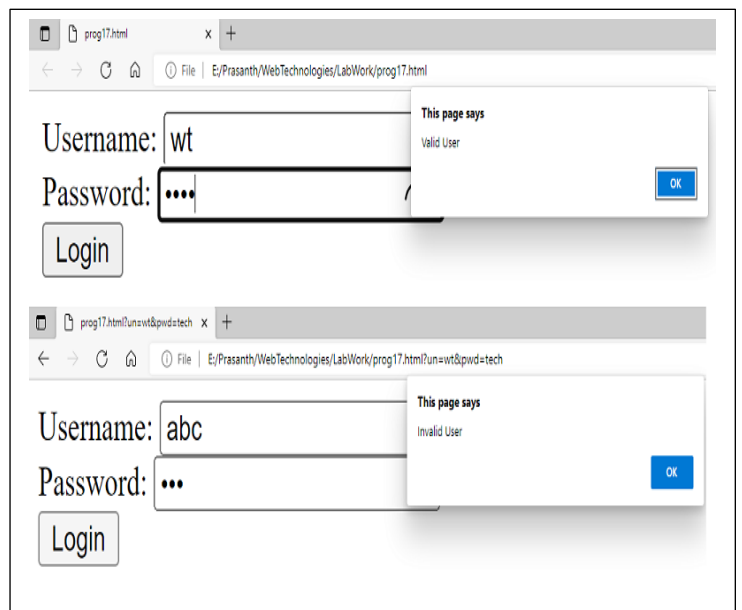 prog17.html
File E:/Prasanth/WebTechnologies/LabWork/prog17.html
This page says
Valid User
OK
Username: wt
Password: ••••
Login
prog17.html?un=wt&pwd=tech
File E:/Prasanth/WebTechnologies/LabWork/prog17.html?un=wt&pwd=tech
This page says
Invalid User
OK
Username: abc
Password: •••
Login